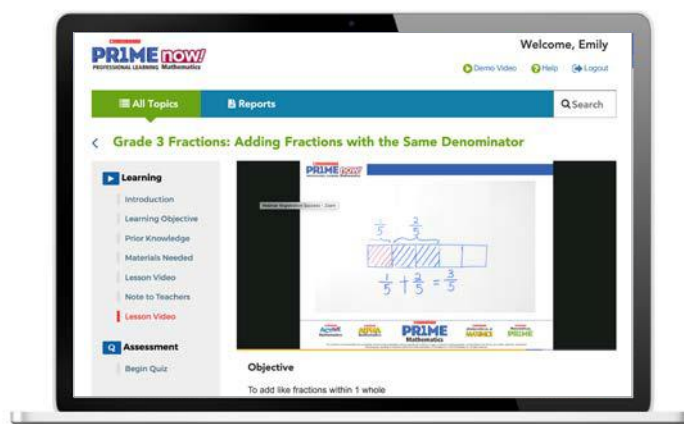 PR1ME now!
PROFESSIONAL LEARNING Mathematics
Welcome, Emily
Demo Video Help Logout
All Topics Reports Search
Grade 3 Fractions: Adding Fractions with the Same Denominator
Learning
Introduction
Learning Objective
Prior Knowledge
Materials Needed
Lesson Video
Note to Teachers
Lesson Video
Q Assessment
Begin Quiz
PR1ME now!
1/5 2/5
1/5 + 2/5 = 3/5
PR1ME
Mathematics
Objective
To add like fractions within 1 whole